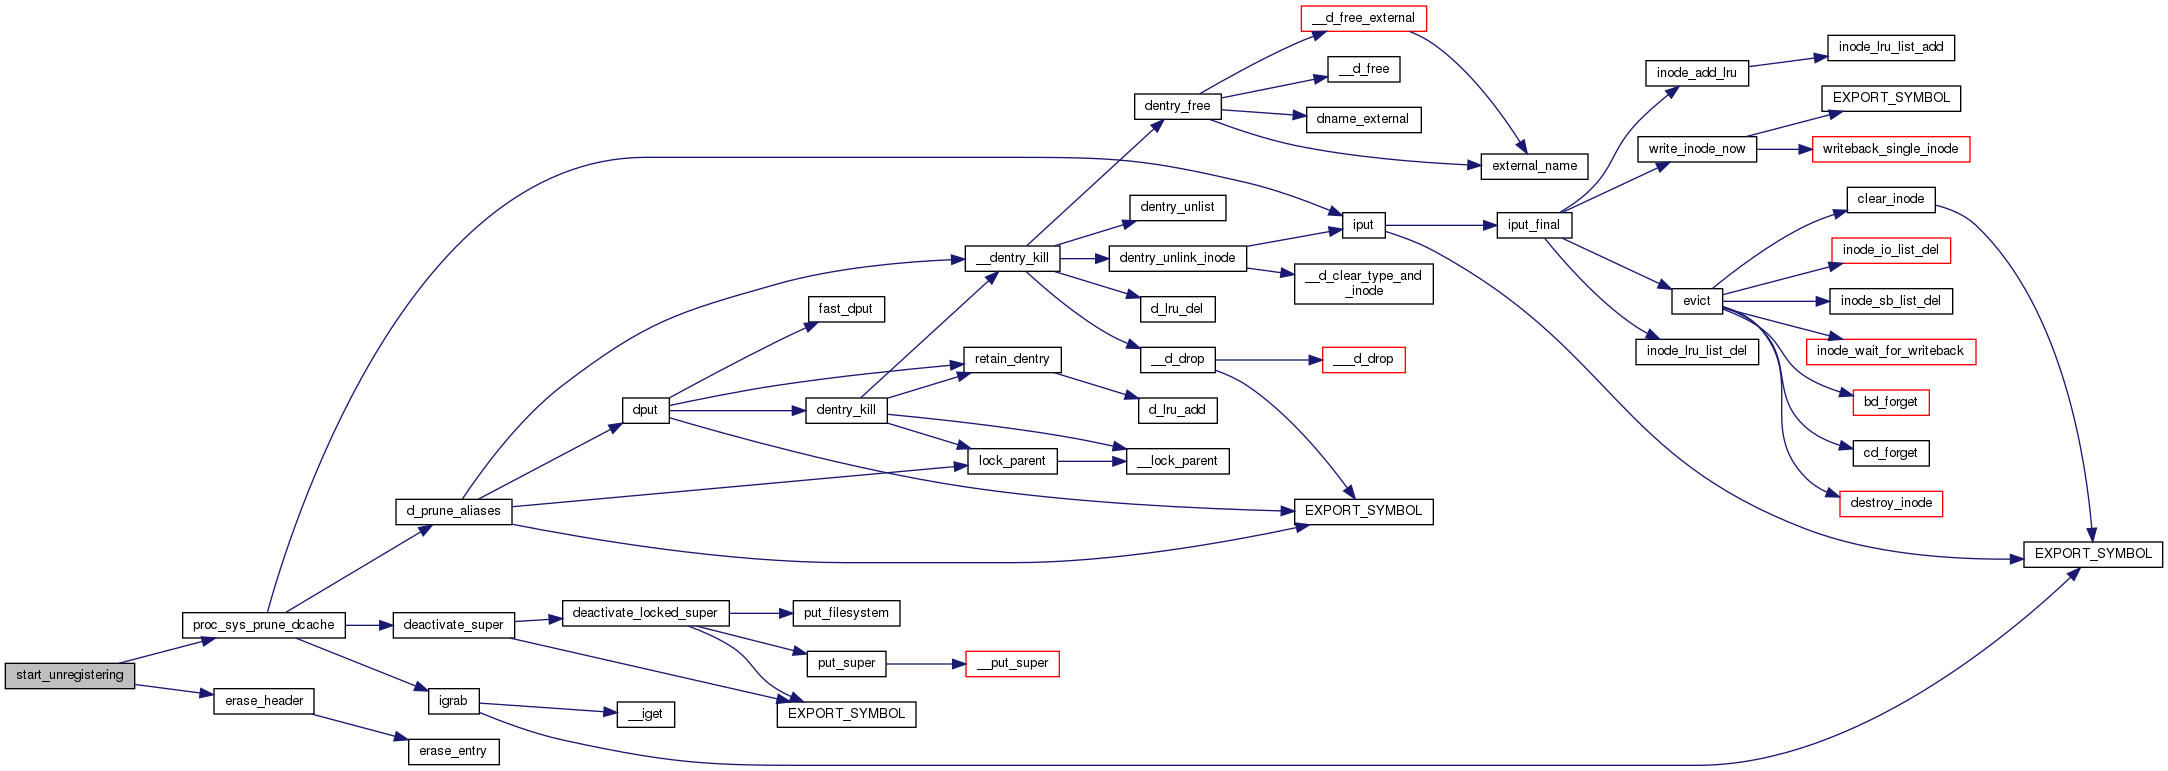 __d_free_external
inode_lru_list_add
__d_free
inode_add_lru
dentry_free
EXPORT_SYMBOL
dname_external
write_inode_now
writeback_single_inode
external_name
clear_inode
dentry_unlist
iput
iput_final
inode_io_list_del
__dentry_kill
dentry_unlink_inode
__d_clear_type_and
_inode
evict
inode_sb_list_del
fast_dput
d_lru_del
inode_lru_list_del
inode_wait_for_writeback
retain_dentry
__d_drop
___d_drop
bd_forget
dput
dentry_kill
d_lru_add
cd_forget
lock_parent
__lock_parent
destroy_inode
d_prune_aliases
EXPORT_SYMBOL
EXPORT_SYMBOL
proc_sys_prune_dcache
deactivate_super
deactivate_locked_super
put_filesystem
start_unregistering
put_super
__put_super
erase_header
igrab
__iget
EXPORT_SYMBOL
erase_entry